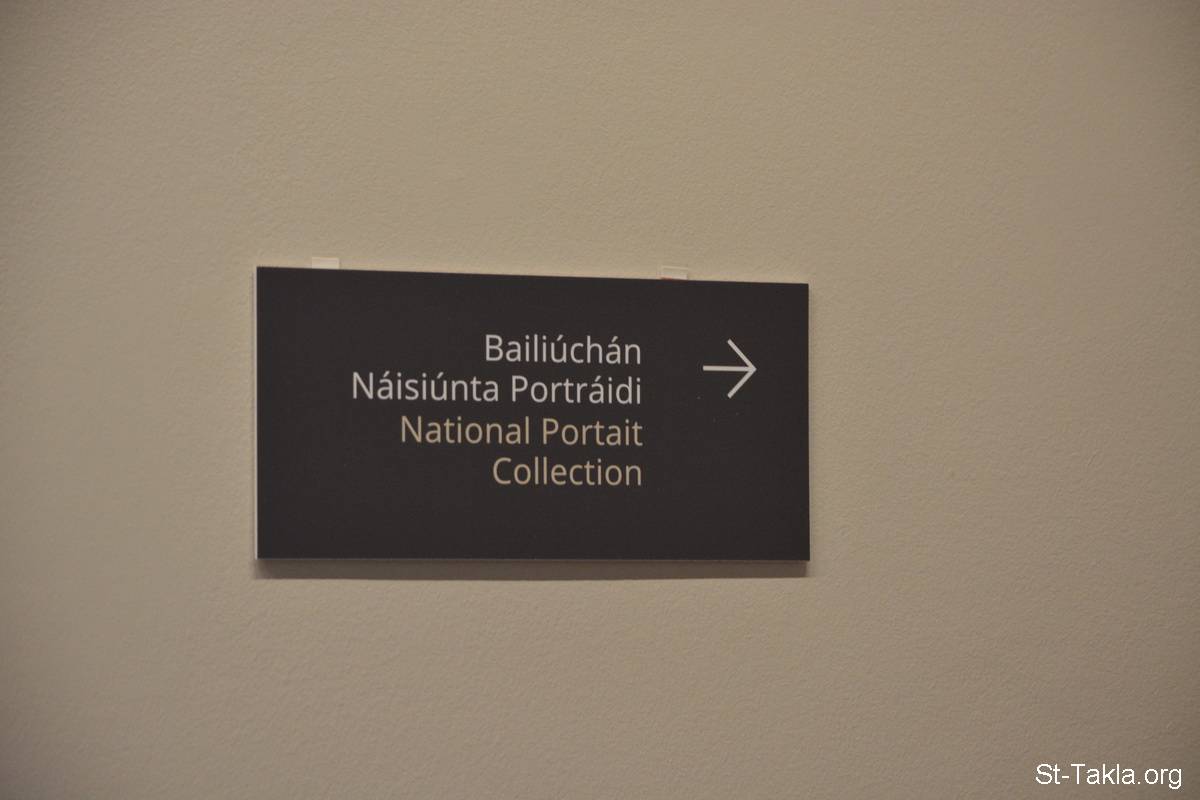 Bailiúchán
Náisiúnta Portráidi
National Portait
Collection
St-Takla.org